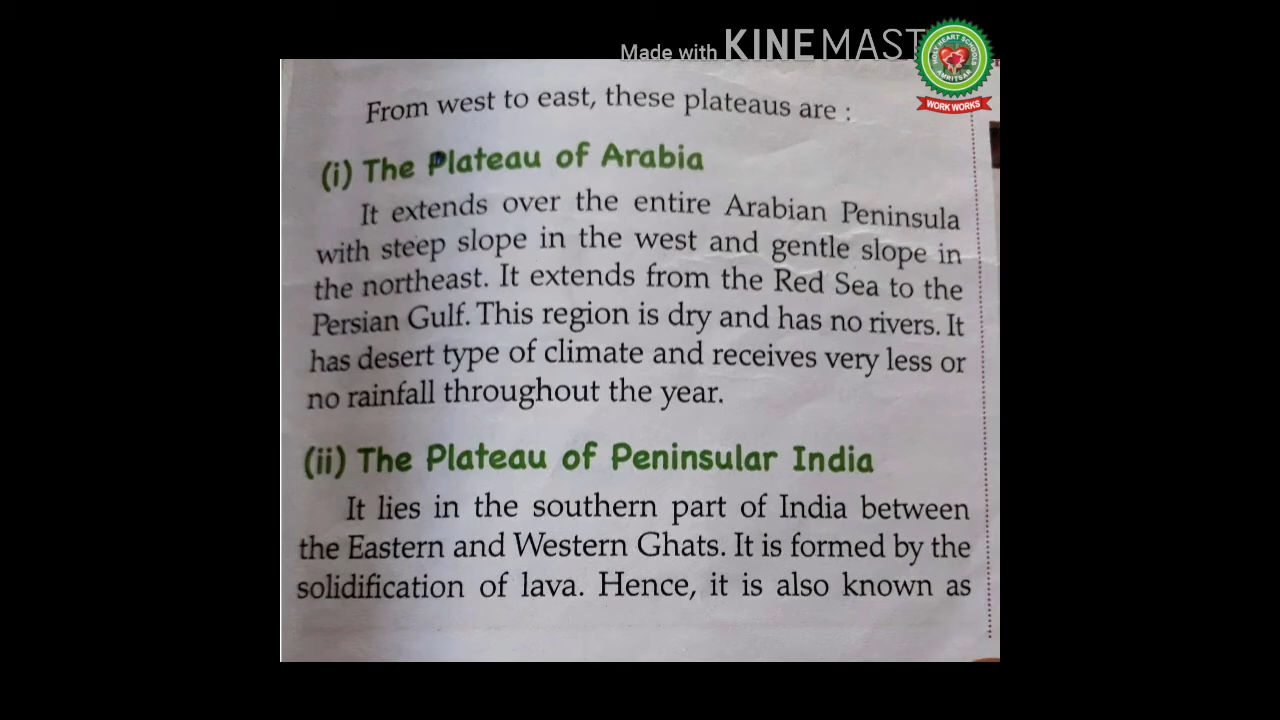 Made with KINEMAST
HOLY HEART SCHOOLS
AMRITSAR
WORK WORKS
From west to east, these plateaus are :
(i) The Plateau of Arabia
It extends over the entire Arabian Peninsula
with steep slope in the west and gentle slope in
the northeast. It extends from the Red Sea to the
Persian Gulf. This region is dry and has no rivers. It
has desert type of climate and receives very less or
no rainfall throughout the year.
(ii) The Plateau of Peninsular India
It lies in the southern part of India between
the Eastern and Western Ghats. It is formed by the
solidification of lava. Hence, it is also known as